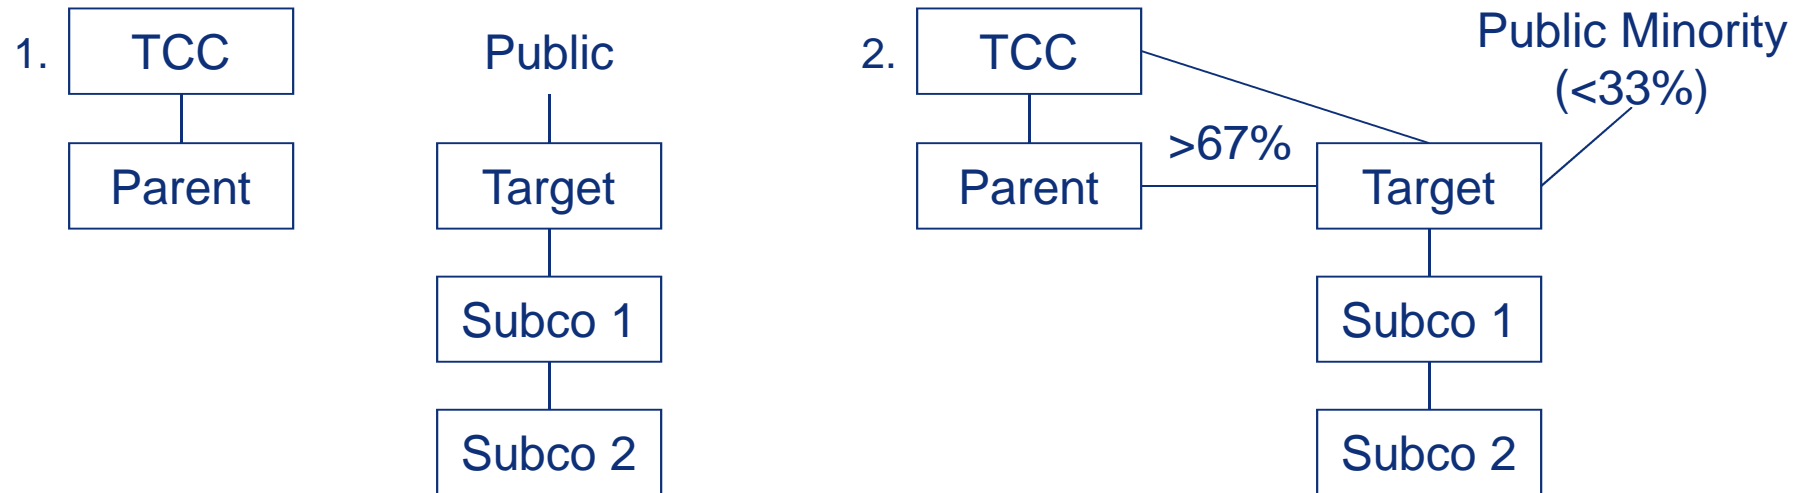 1.
TCC
Public
Parent
Target
Subco 1
Subco 2
2.
TCC
Public Minority
(<33%)
>67%
Parent
Target
Subco 1
Subco 2